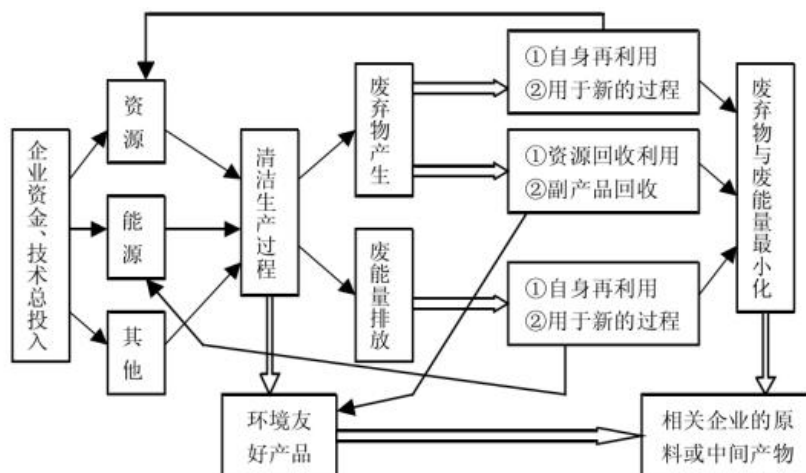 企业资金、技术总投入
资源
能源
其他
清洁生产过程
废弃物产生
废能量排放
①自身再利用
②用于新的过程
①资源回收利用
②副产品回收
①自身再利用
②用于新的过程
废弃物与废能量最小化
环境友
好产品
相关企业的原
料或中间产物